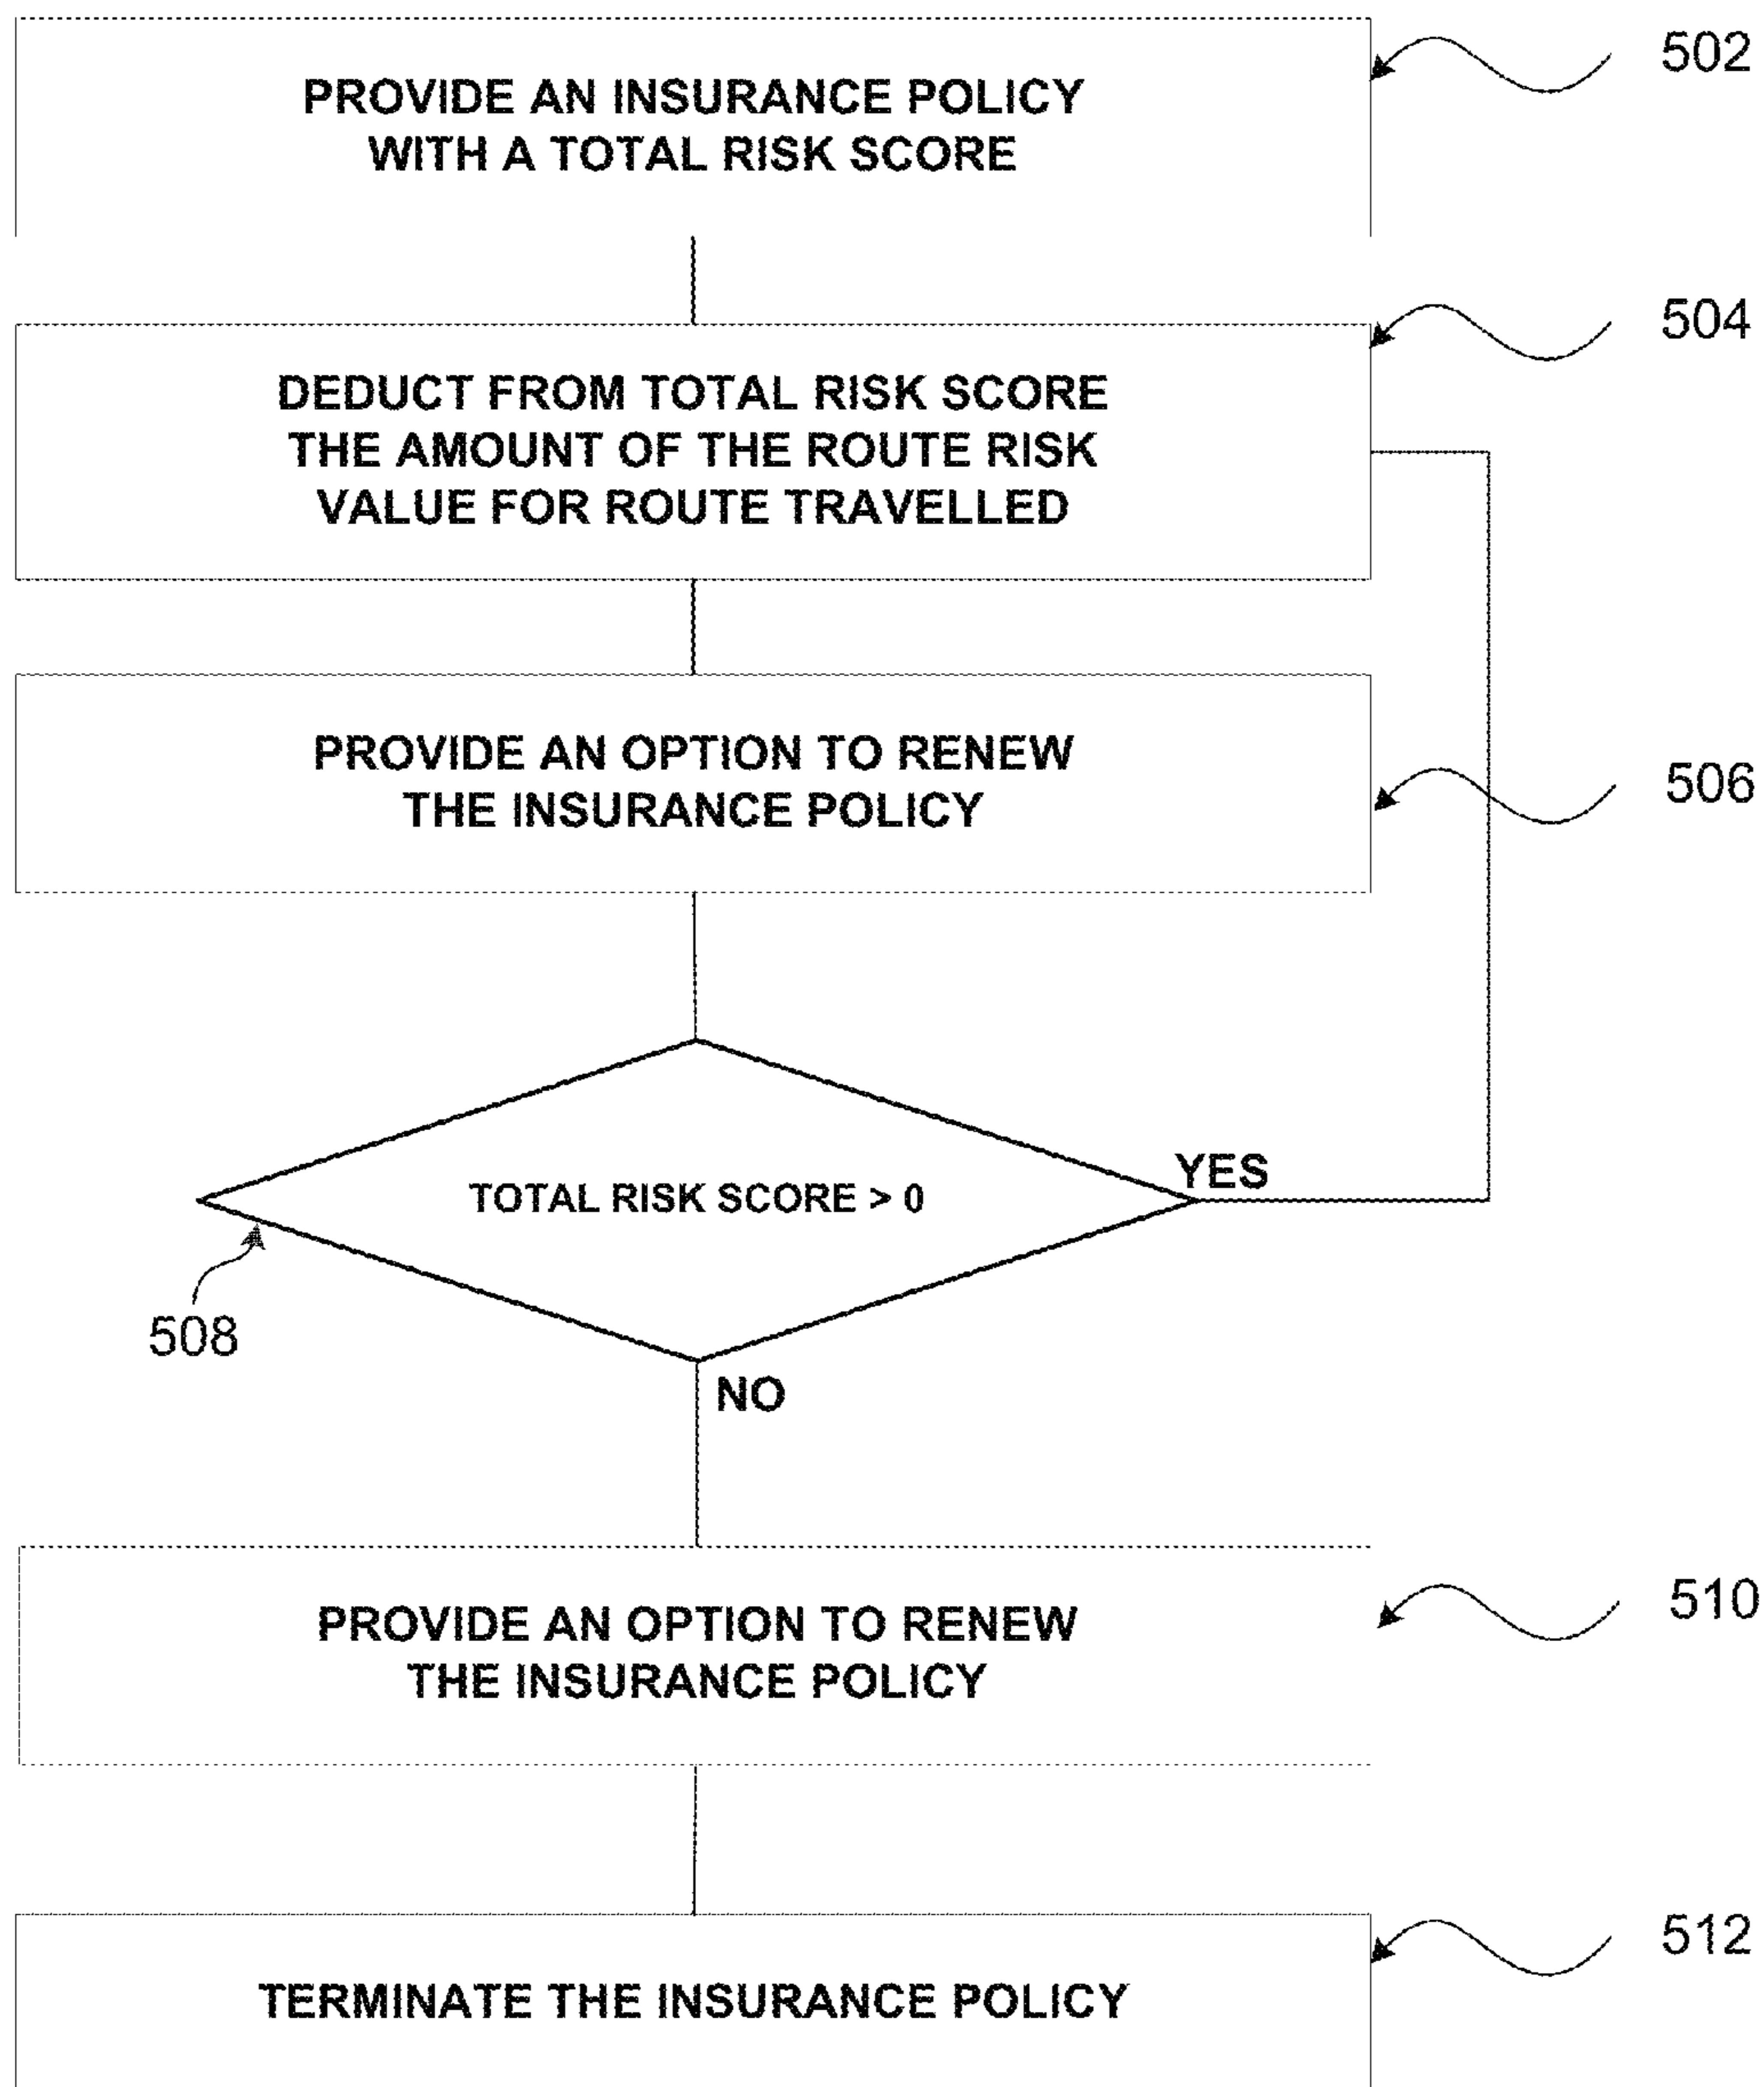 PROVIDE AN INSURANCE POLICY
WITH A TOTAL RISK SCORE
502
DEDUCT FROM TOTAL RISK SCORE
THE AMOUNT OF THE ROUTE RISK
VALUE FOR ROUTE TRAVELLED
504
PROVIDE AN OPTION TO RENEW
THE INSURANCE POLICY
506
TOTAL RISK SCORE > 0
YES
508
NO
PROVIDE AN OPTION TO RENEW
THE INSURANCE POLICY
510
TERMINATE THE INSURANCE POLICY
512